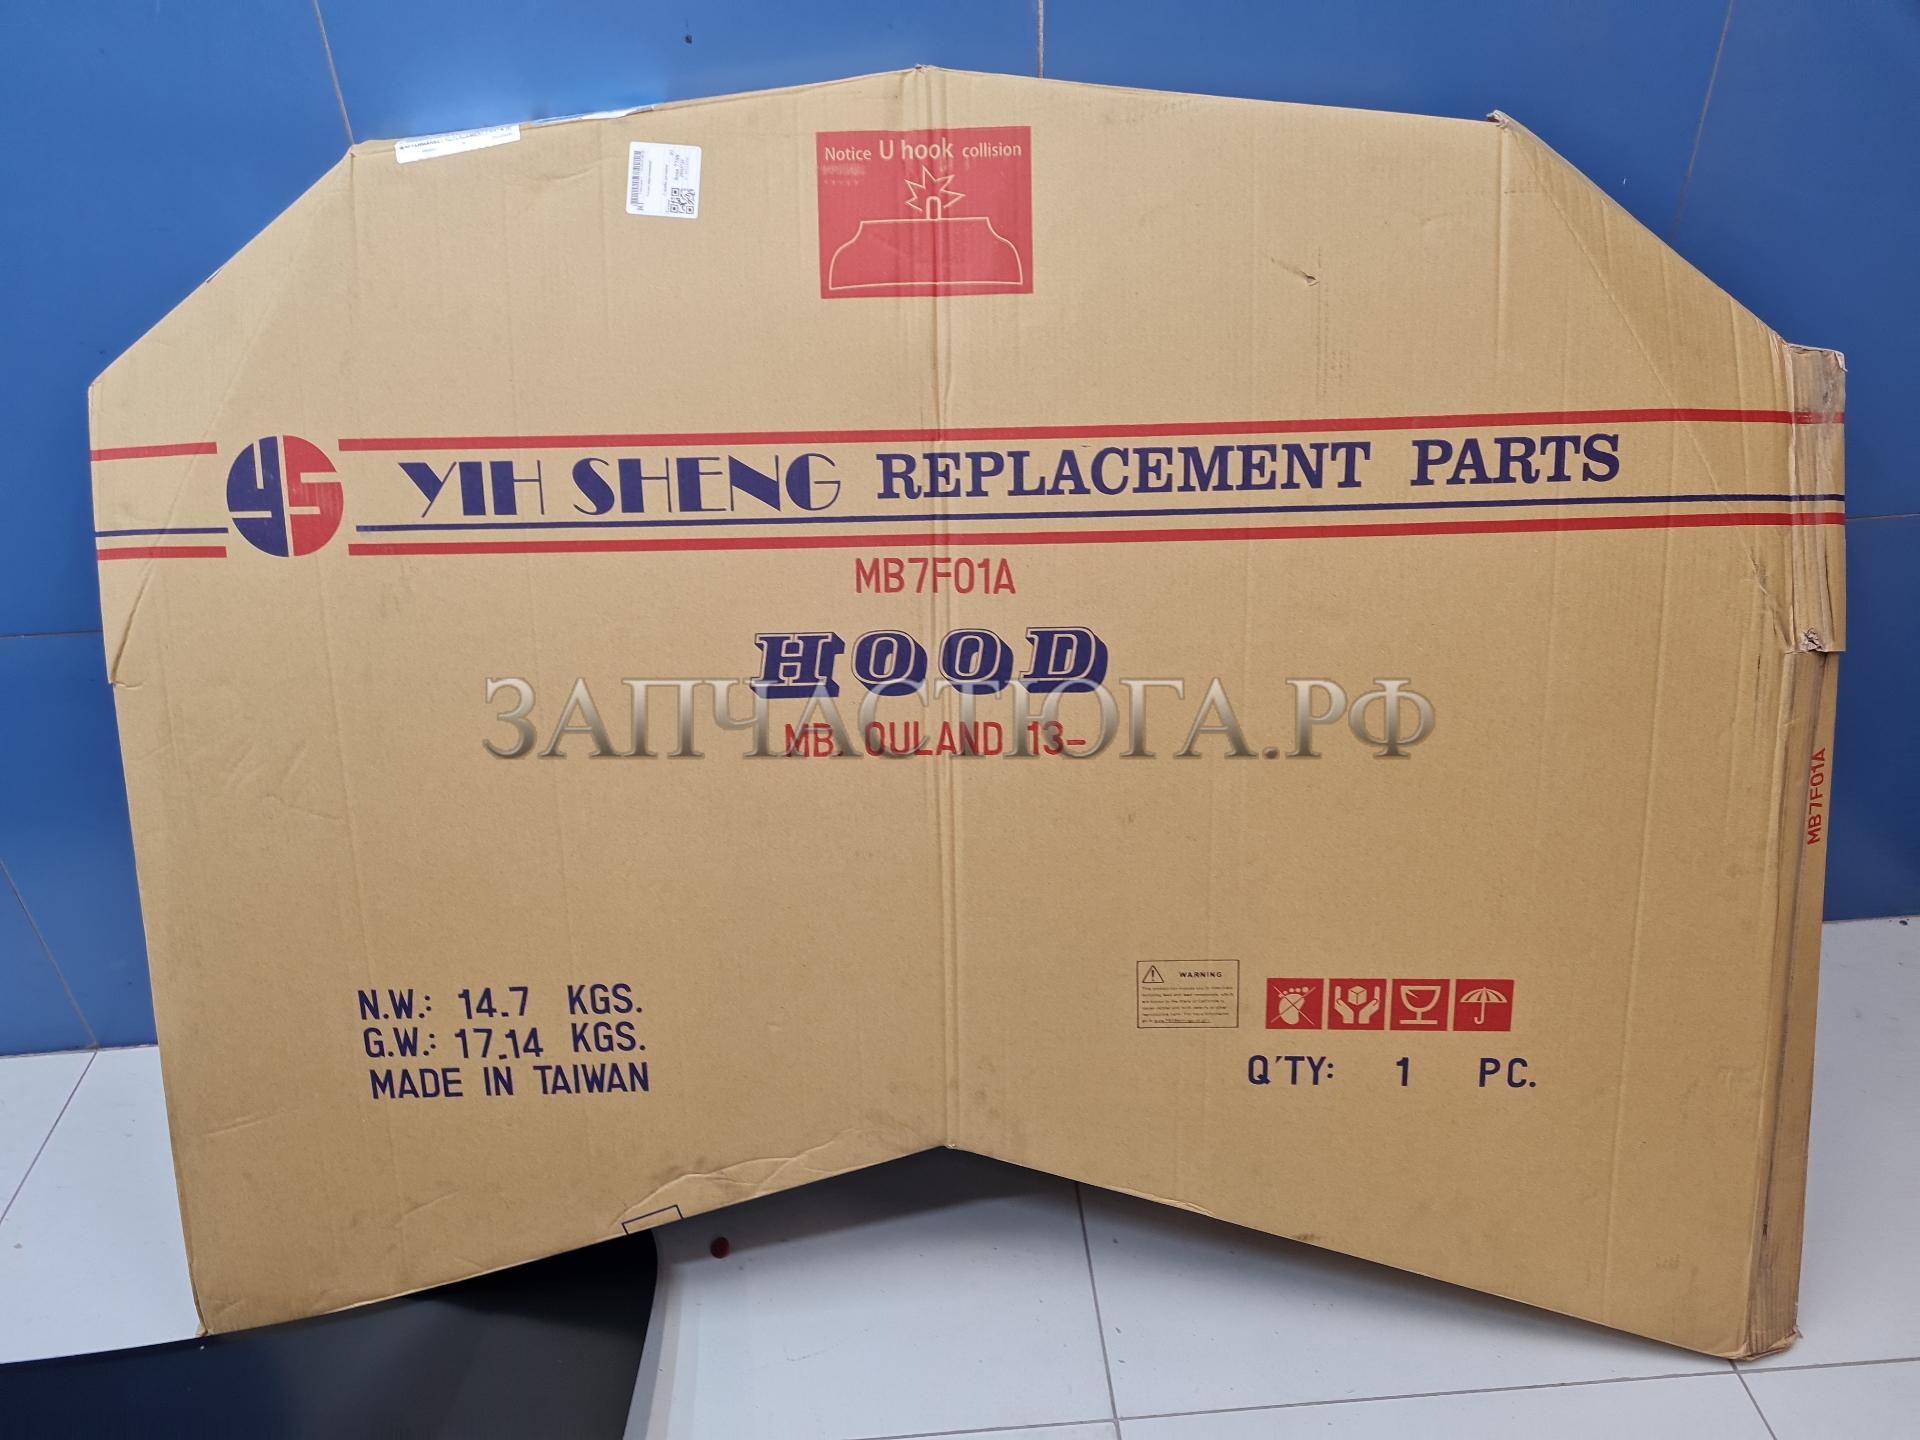 Notice U hook collision
YS YIH SHENG REPLACEMENT PARTS
MB7F01A
HOOD
ЗАПЧАСТЮГА.РФ
MB. OULAND 13-
MB7F01A
N.W.: 14.7 KGS.
G.W.: 17.14 KGS.
MADE IN TAIWAN
WARNING
Q'TY: 1 PC.